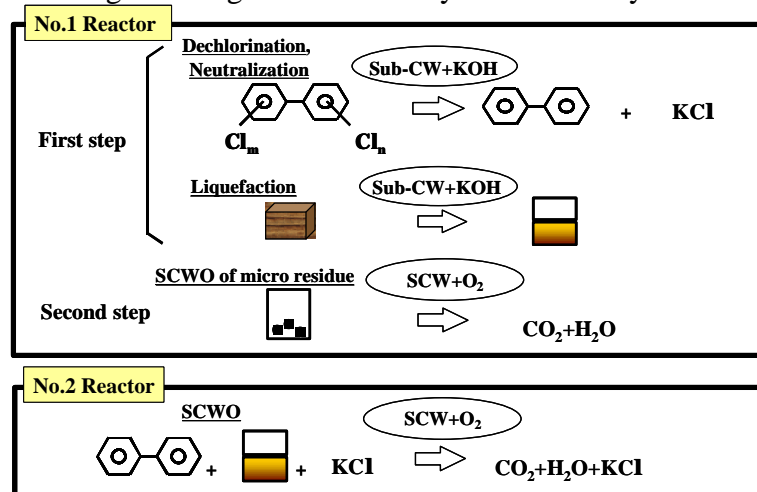 No.1 Reactor
Dechlorination,
Neutralization
Sub-CW+KOH
Clm
Cln
+
KCl
First step
Liquefaction
Sub-CW+KOH
SCWO of micro residue
SCW+O2
Second step
CO2+H2O
No.2 Reactor
SCWO
SCW+O2
+
+
KCl
CO2+H2O+KCl